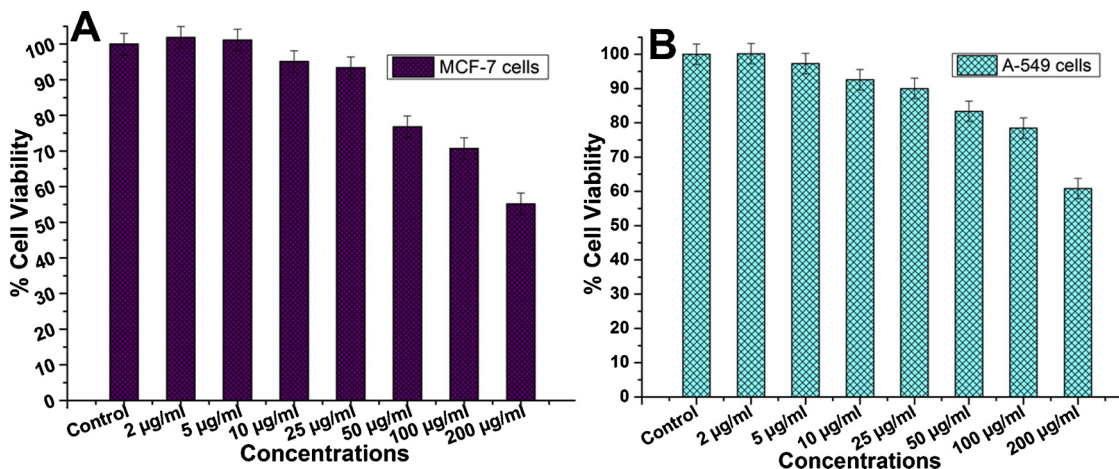 A
MCF-7 cells
% Cell Viability
100
90
80
70
60
50
40
30
20
10
0
Control
2 µg/ml
5 µg/ml
10 µg/ml
25 µg/ml
50 µg/ml
100 µg/ml
200 µg/ml
Concentrations
B
A-549 cells
% Cell Viability
100
90
80
70
60
50
40
30
20
10
0
Control
2 µg/ml
5 µg/ml
10 µg/ml
25 µg/ml
50 µg/ml
100 µg/ml
200 µg/ml
Concentrations